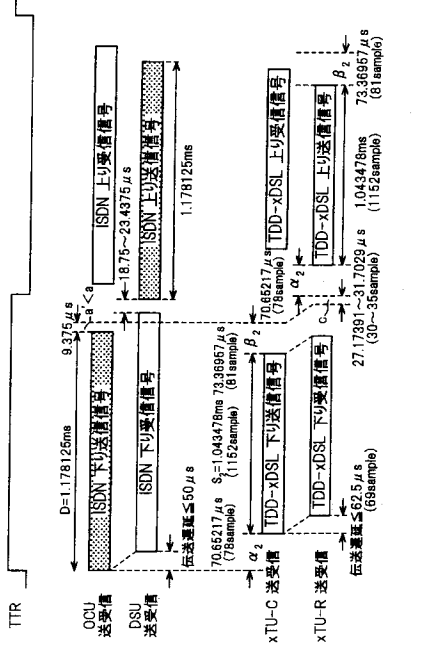 TTR
OCU
送受信
DSU
送受信
xTU-C
送受信
xTU-R
送受信
D=1.178125ms
9.375μs
a'<a
ISDN 下り送信信号
ISDN 上り受信信号
ISDN 下り受信信号
18.75~23.4375μs
ISDN 上り送信信号
1.178125ms
伝送遅延≦50μs
70.65217μs
(78sample)
S2=1.043478ms
(1152sample)
73.36957μs
(81sample)
70.65217μs
(78sample)
α2
β2
α2
β2
TDD-xDSL 下り送信信号
TDD-xDSL 上り受信信号
TDD-xDSL 下り受信信号
c
TDD-xDSL 上り送信信号
伝送遅延≦62.5μs
(69sample)
27.17391~31.7029μs
(30~35sample)
1.043478ms
(1152sample)
73.36957μs
(81sample)